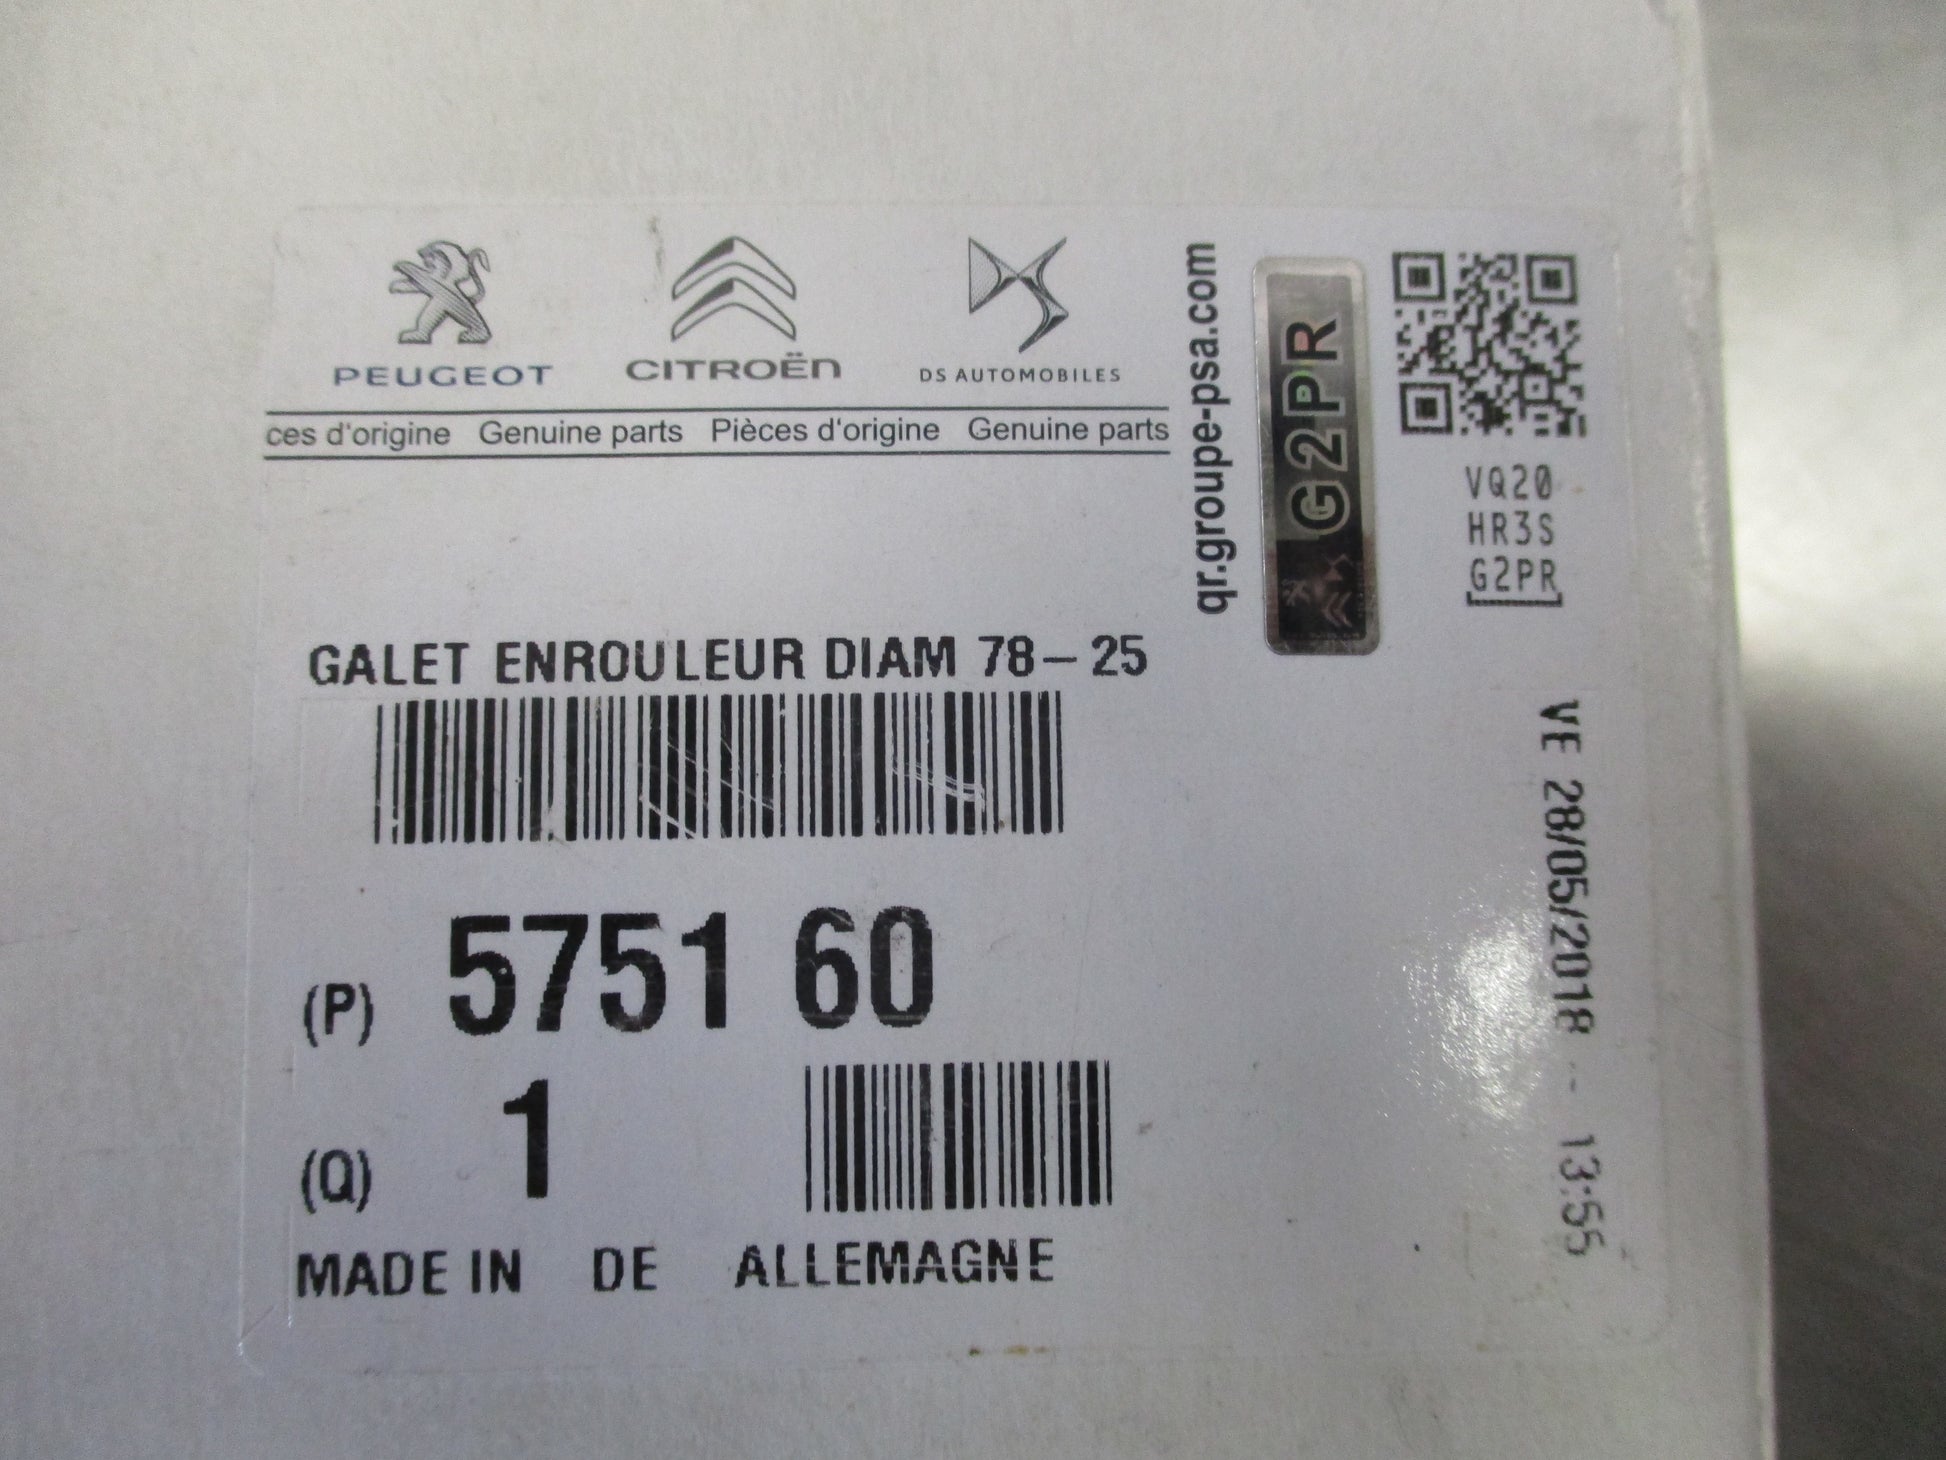 PEUGEOT CITROËN DS AUTOMOBILES
ces d'origine Genuine parts Pièces d'origine Genuine parts
qr.groupe-psa.com
G2PR
VQ20
HR3S
G2PR
GALET ENROULEUR DIAM 78-25
(P) 5751 60
(Q) 1
MADE IN DE ALLEMAGNE
VE 28/05/2018 -- 13:55